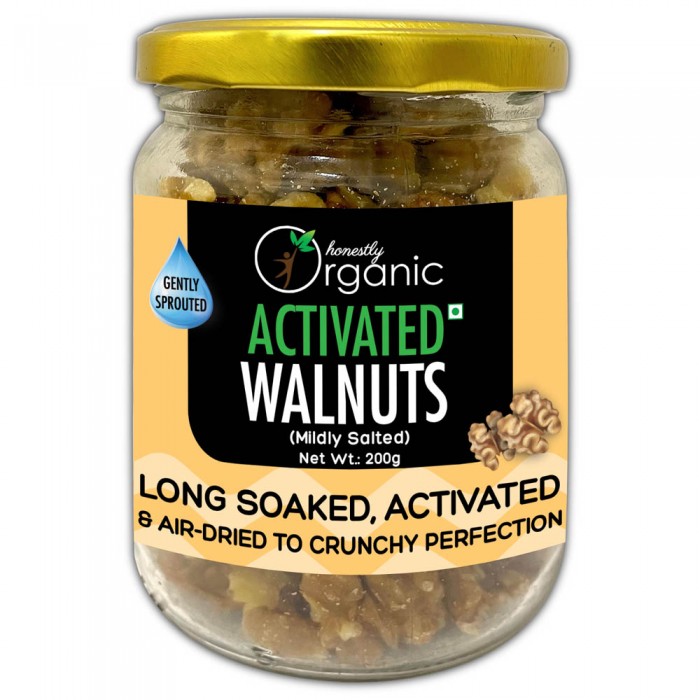 honestly
Organic
GENTLY
SPROUTED
ACTIVATED
WALNUTS
(Mildly Salted)
Net Wt.: 200g
LONG SOAKED, ACTIVATED
& AIR-DRIED TO CRUNCHY PERFECTION